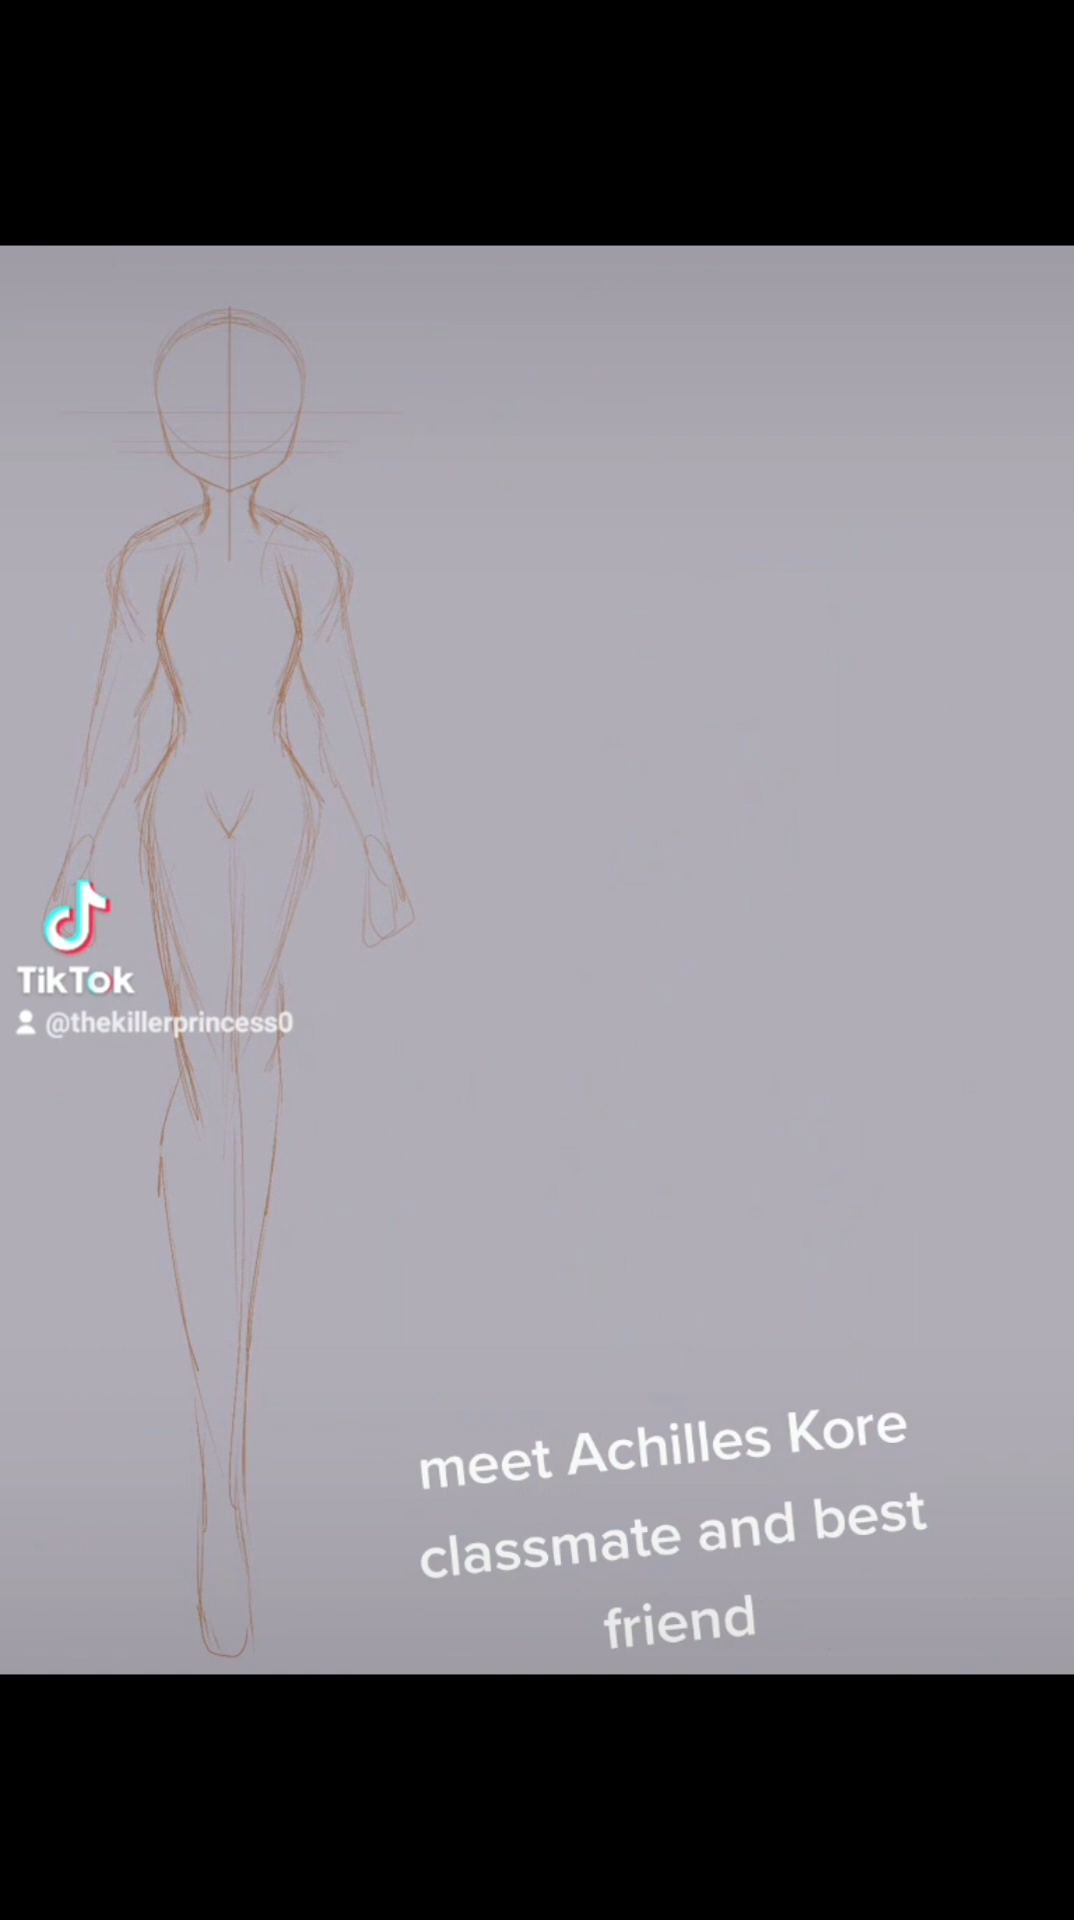 TikTok
@thekillerprincess0
meet Achilles Kore
classmate and best
friend